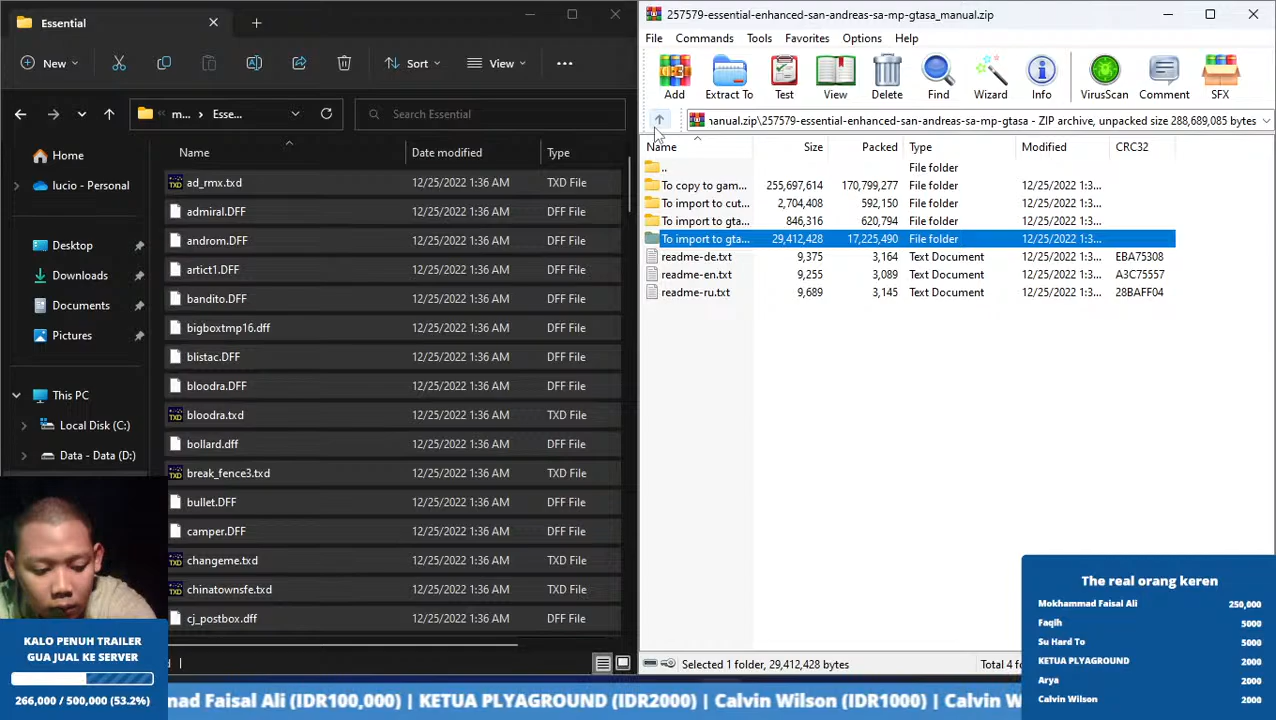 Essential
New
Sort
View
m...
Esse...
Search Essential
Home
lucio - Personal
Desktop
Downloads
Documents
Pictures
This PC
Local Disk (C:)
Data - Data (D:)
Name Date modified Type
ad_rmx.txd 12/25/2022 1:36 AM TXD File
admiral.DFF 12/25/2022 1:36 AM DFF File
androm.DFF 12/25/2022 1:36 AM DFF File
artict1.DFF 12/25/2022 1:36 AM DFF File
bandito.DFF 12/25/2022 1:36 AM DFF File
bigboxtmp16.dff 12/25/2022 1:36 AM DFF File
blistac.DFF 12/25/2022 1:36 AM DFF File
bloodra.DFF 12/25/2022 1:36 AM DFF File
bloodra.txd 12/25/2022 1:36 AM TXD File
bollard.dff 12/25/2022 1:36 AM DFF File
break_fence3.txd 12/25/2022 1:36 AM TXD File
bullet.DFF 12/25/2022 1:36 AM DFF File
camper.DFF 12/25/2022 1:36 AM DFF File
changeme.txd 12/25/2022 1:36 AM TXD File
chinatownsfe.txd 12/25/2022 1:36 AM TXD File
cj_postbox.dff 12/25/2022 1:36 AM DFF File
257579-essential-enhanced-san-andreas-sa-mp-gtasa_manual.zip
File Commands Tools Favorites Options Help
Add Extract To Test View Delete Find Wizard Info VirusScan Comment SFX
TXD
nanual.zip\257579-essential-enhanced-san-andreas-sa-mp-gtasa - ZIP archive, unpacked size 288,689,085 bytes
Name Size Packed Type Modified CRC32
.. File folder
To copy to gam... 255,697,614 170,799,277 File folder 12/25/2022 1:3...
To import to cut... 2,704,408 592,150 File folder 12/25/2022 1:3...
To import to gta... 846,316 620,794 File folder 12/25/2022 1:3...
To import to gta... 29,412,428 17,225,490 File folder 12/25/2022 1:3...
readme-de.txt 9,375 3,164 Text Document 12/25/2022 1:3... EBA75308
readme-en.txt 9,255 3,089 Text Document 12/25/2022 1:3... A3C75557
readme-ru.txt 9,689 3,145 Text Document 12/25/2022 1:3... 28BAFF04
Selected 1 folder, 29,412,428 bytes
Total 4 fo
KALO PENUH TRAILER
GUA JUAL KE SERVER
266,000 / 500,000 (53.2%)
The real orang keren
Mokhammad Faisal Ali 250,000
Faqih 5000
Su Hard To 5000
KETUA PLYAGROUND 2000
Arya 2000
Calvin Wilson 2000
mad Faisal Ali (IDR100,000) | KETUA PLYAGROUND (IDR2000) | Calvin Wilson (IDR1000) | Calvin W